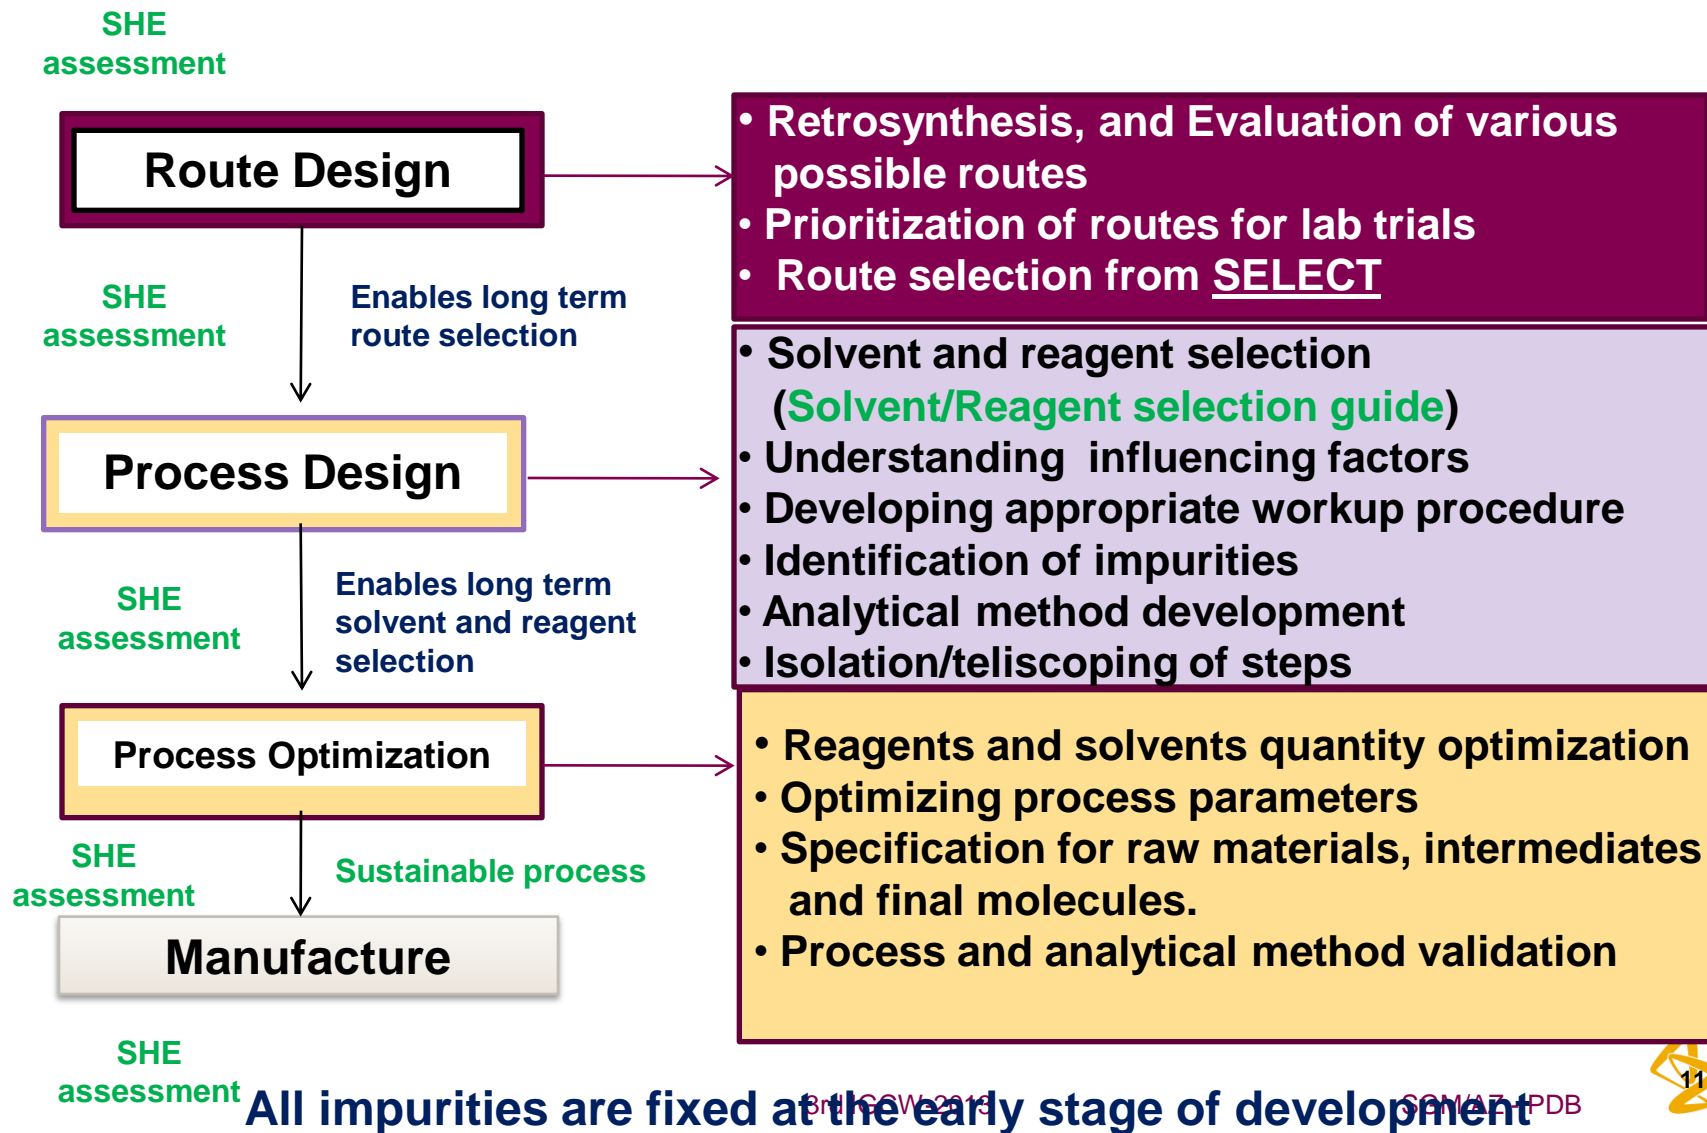 SHE
assessment
Route Design
• Retrosynthesis, and Evaluation of various
possible routes
• Prioritization of routes for lab trials
• Route selection from SELECT
SHE
assessment
Enables long term
route selection
Process Design
• Solvent and reagent selection
(Solvent/Reagent selection guide)
• Understanding influencing factors
• Developing appropriate workup procedure
• Identification of impurities
• Analytical method development
• Isolation/teliscoping of steps
SHE
assessment
Enables long term
solvent and reagent
selection
Process Optimization
• Reagents and solvents quantity optimization
• Optimizing process parameters
• Specification for raw materials, intermediates
and final molecules.
• Process and analytical method validation
SHE
assessment
Sustainable process
Manufacture
SHE
assessment
All impurities are fixed at the early stage of development
3rd IGCW-2013
PDB
11